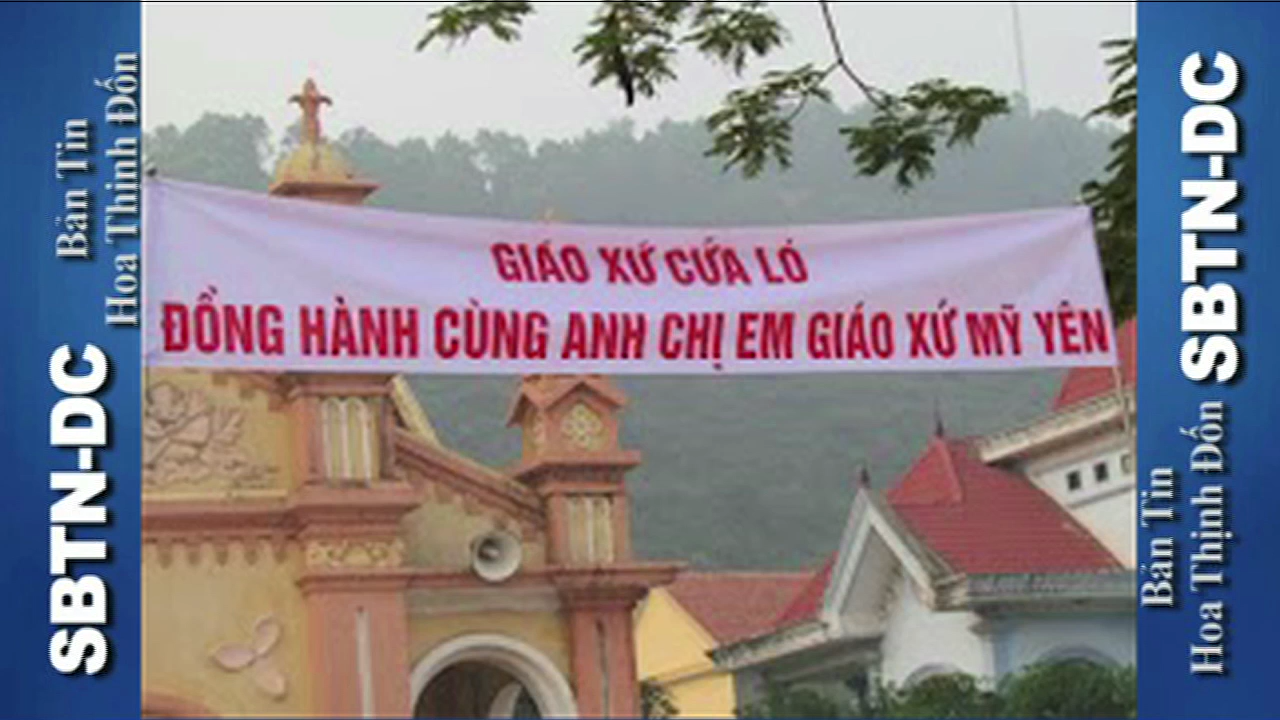 GIÁO XỨ CỬA LÒ
ĐỒNG HÀNH CÙNG ANH CHỊ EM GIÁO XỨ MỸ YÊN
SBTN-DC
Bản Tin
Hoa Thịnh Đốn
SBTN-DC
Bản Tin
Hoa Thịnh Đốn